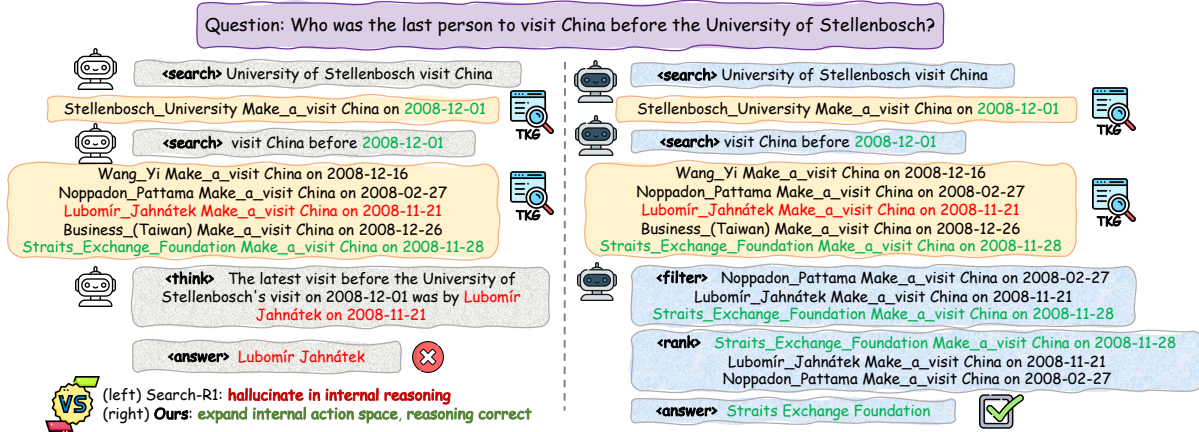 Question: Who was the last person to visit China before the University of Stellenbosch?
<search> University of Stellenbosch visit China
Stellenbosch_University Make_a_visit China on 2008-12-01
TKG
<search> visit China before 2008-12-01
Wang_Yi Make_a_visit China on 2008-12-16
Noppadon_Pattama Make_a_visit China on 2008-02-27
Lubomír_Jahnátek Make_a_visit China on 2008-11-21
Business_(Taiwan) Make_a_visit China on 2008-12-26
Straits_Exchange_Foundation Make_a_visit China on 2008-11-28
TKG
<think> The latest visit before the University of
Stellenbosch's visit on 2008-12-01 was by Lubomír
Jahnátek on 2008-11-21
<answer> Lubomír Jahnátek
VS
(left) Search-R1: hallucinate in internal reasoning
(right) Ours: expand internal action space, reasoning correct
<search> University of Stellenbosch visit China
Stellenbosch_University Make_a_visit China on 2008-12-01
TKG
<search> visit China before 2008-12-01
Wang_Yi Make_a_visit China on 2008-12-16
Noppadon_Pattama Make_a_visit China on 2008-02-27
Lubomír_Jahnátek Make_a_visit China on 2008-11-21
Business_(Taiwan) Make_a_visit China on 2008-12-26
Straits_Exchange_Foundation Make_a_visit China on 2008-11-28
TKG
<filter> Noppadon_Pattama Make_a_visit China on 2008-02-27
Lubomír_Jahnátek Make_a_visit China on 2008-11-21
Straits_Exchange_Foundation Make_a_visit China on 2008-11-28
<rank> Straits_Exchange_Foundation Make_a_visit China on 2008-11-28
Lubomír_Jahnátek Make_a_visit China on 2008-11-21
Noppadon_Pattama Make_a_visit China on 2008-02-27
<answer> Straits Exchange Foundation